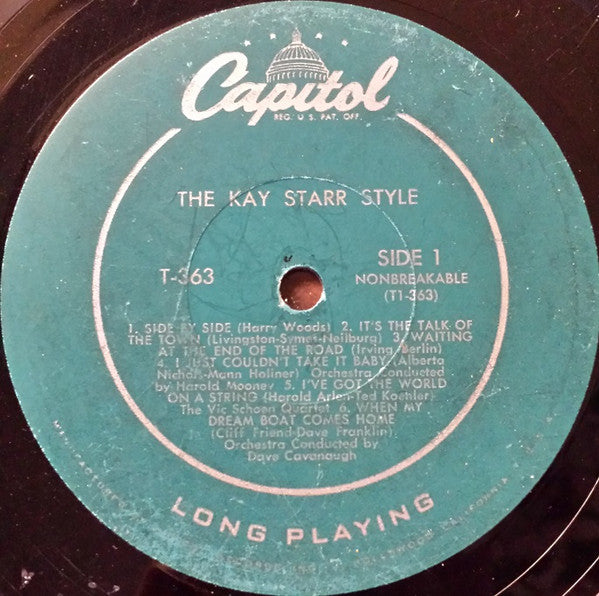 Capitol
REG. U.S. PAT. OFF.
THE KAY STARR STYLE
T-363
SIDE 1
NONBREAKABLE
(T1-363)
1. SIDE BY SIDE (Harry Woods) 2. IT'S THE TALK OF
THE TOWN (Livingston-Symes-Neilburg) 3. WAITING
AT THE END OF THE ROAD (Irving Berlin)
4. I JUST COULDN'T TAKE IT BABY (Alberta
Nichols-Mann Holiner) Orchestra Conducted
by Harold Mooney 5. I'VE GOT THE WORLD
ON A STRING (Harold Arlen-Ted Koehler)
The Vic Schoen Quartet 6. WHEN MY
DREAM BOAT COMES HOME
(Cliff Friend-Dave Franklin)
Orchestra Conducted by
Dave Cavanaugh
LONG PLAYING
MANUFACTURED HOLLYWOOD, CALIFORNIA